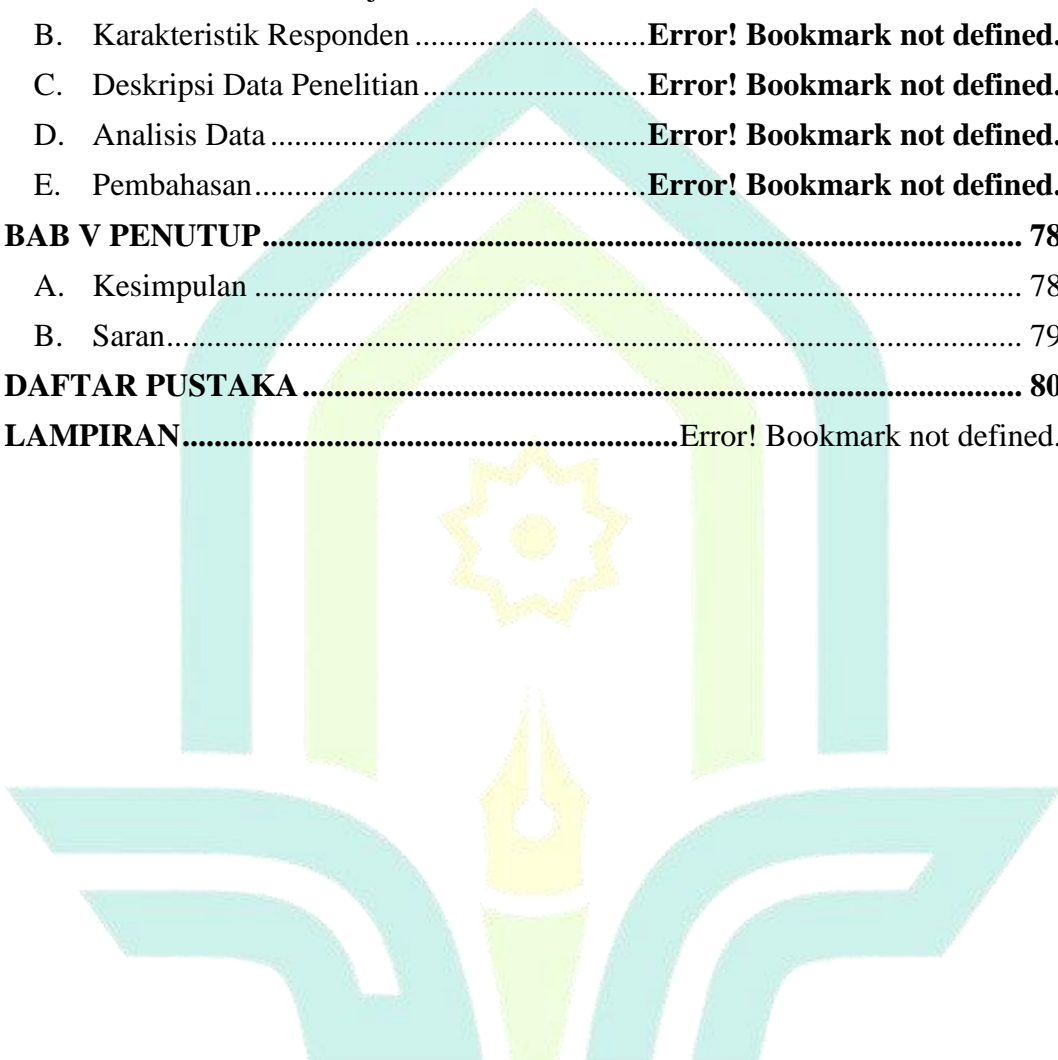 B. Karakteristik Responden ............................. Error! Bookmark not defined.
C. Deskripsi Data Penelitian ............................ Error! Bookmark not defined.
D. Analisis Data ............................................... Error! Bookmark not defined.
E. Pembahasan ................................................. Error! Bookmark not defined.
BAB V PENUTUP ................................................................................................ 78
A. Kesimpulan ................................................................................................ 78
B. Saran ........................................................................................................... 79
DAFTAR PUSTAKA ........................................................................................... 80
LAMPIRAN .................................................................. Error! Bookmark not defined.